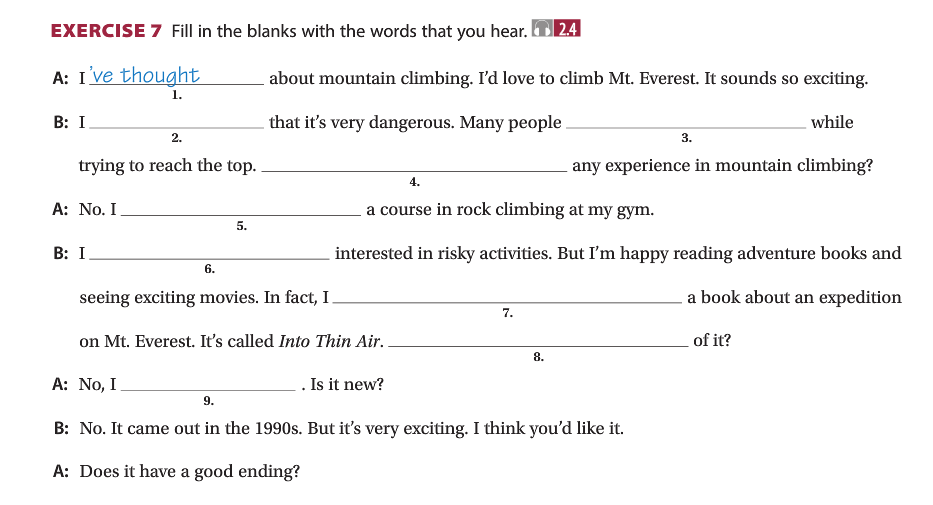 EXERCISE 7 Fill in the blanks with the words that you hear. 2.4
A: I 've thought about mountain climbing. I'd love to climb Mt. Everest. It sounds so exciting.
1.
B: I ______ that it's very dangerous. Many people ______ while
2. 3.
trying to reach the top. ______ any experience in mountain climbing?
4.
A: No. I ______ a course in rock climbing at my gym.
5.
B: I ______ interested in risky activities. But I'm happy reading adventure books and
6.
seeing exciting movies. In fact, I ______ a book about an expedition
7.
on Mt. Everest. It's called Into Thin Air. ______ of it?
8.
A: No, I ______ . Is it new?
9.
B: No. It came out in the 1990s. But it's very exciting. I think you'd like it.
A: Does it have a good ending?